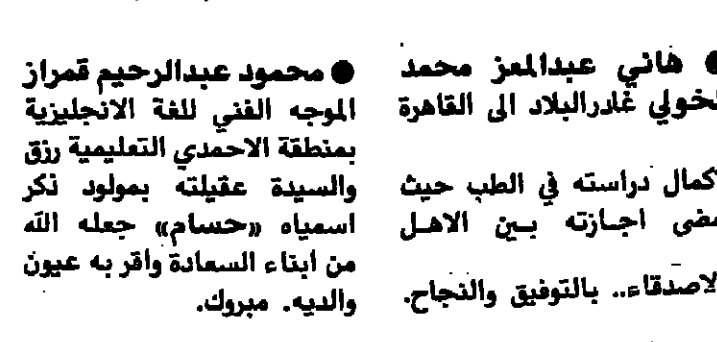 هاني عبدالمعز محمد
لخولي غادر البلاد الى القاهرة
كمال دراسته في الطب حيث
مضى اجازته بين الاهل
لاصدقاء.. بالتوفيق والنجاح.
● محمود عبدالرحيم قمراز
الموجه الفني للغة الانجليزية
بمنطقة الاحمدي التعليمية رزق
والسيدة عقيلته بمولود ذكر
اسمياه «حسام» جعله الله
من ابناء السعادة واقر به عيون
والديه. مبروك.